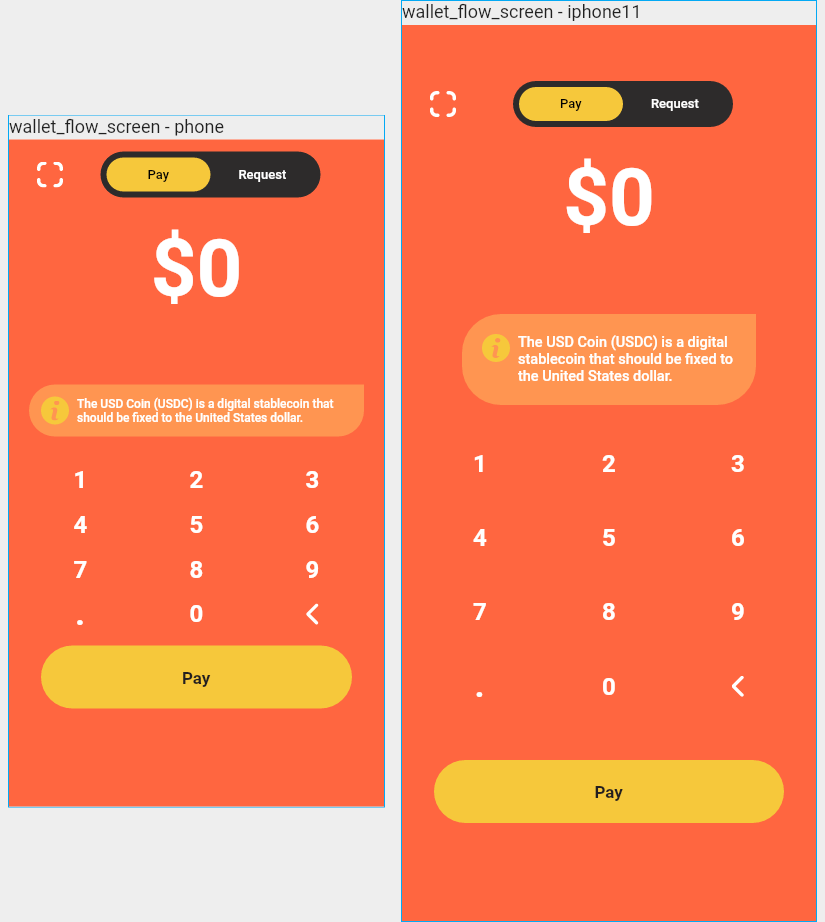 wallet_flow_screen - phone
Pay Request
$0
i The USD Coin (USDC) is a digital stablecoin that
should be fixed to the United States dollar.
1 2 3
4 5 6
7 8 9
. 0
Pay
wallet_flow_screen - iphone11
Pay Request
$0
i The USD Coin (USDC) is a digital
stablecoin that should be fixed to
the United States dollar.
1 2 3
4 5 6
7 8 9
. 0
Pay